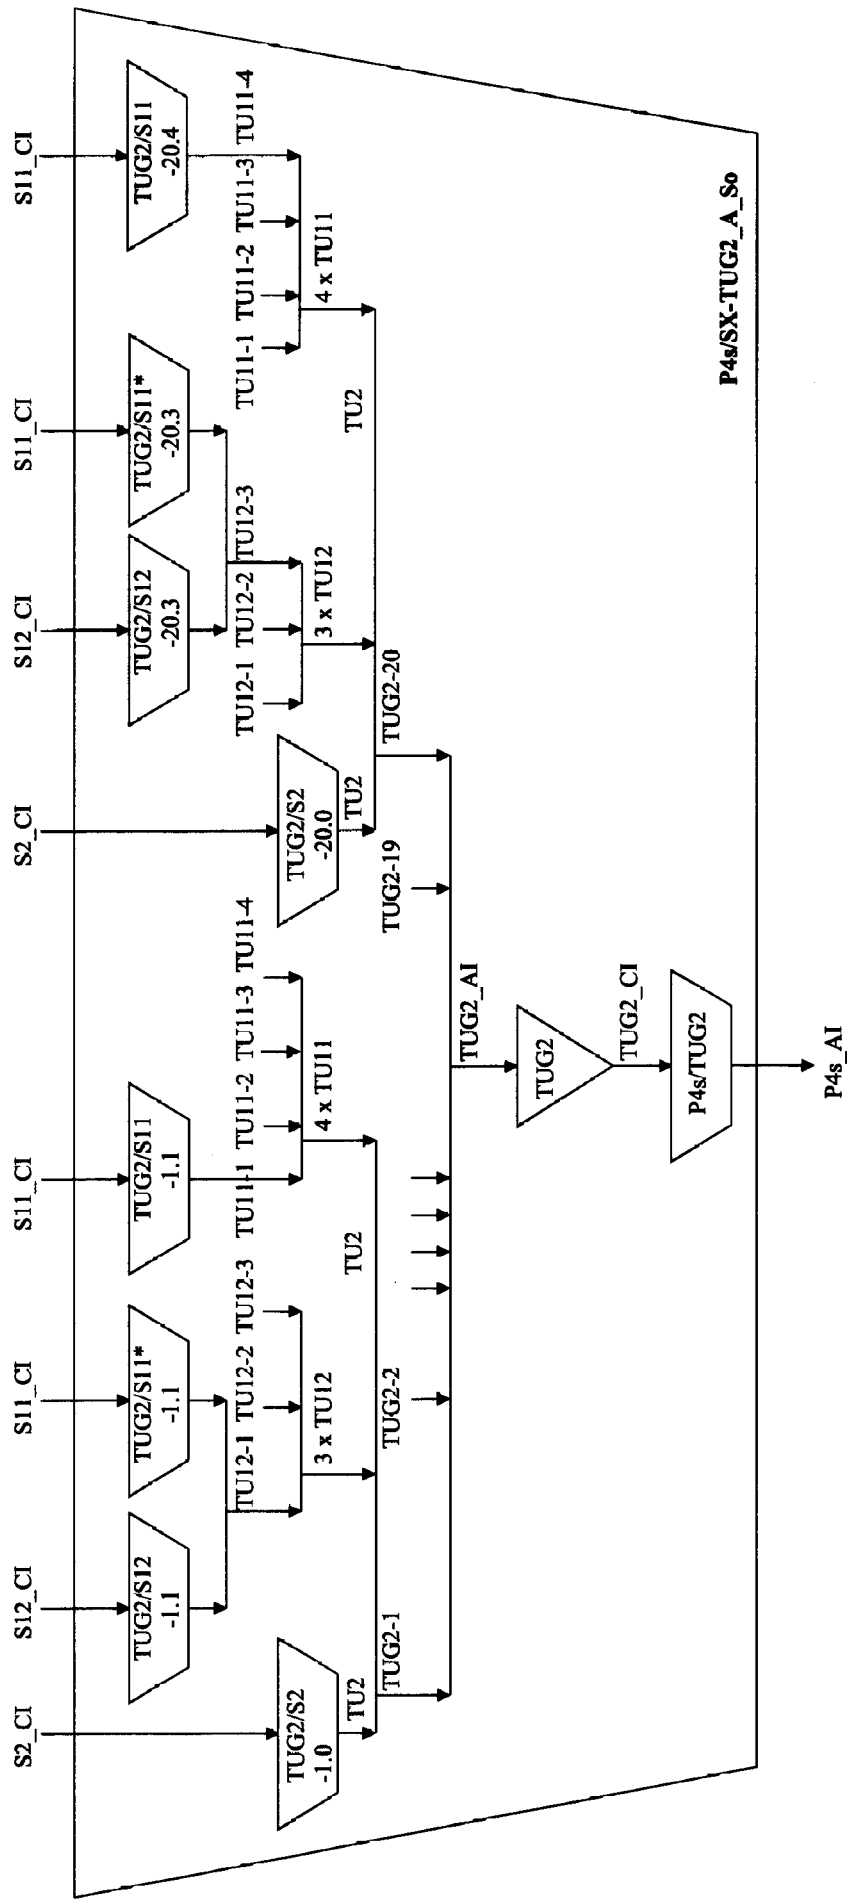 S2_CI
S12_CI
S11_CI
S11_CI
S2_CI
S12_CI
S11_CI
S11_CI
TUG2/S12
-1.1
TUG2/S11*
-1.1
TUG2/S11
-1.1
TUG2/S12
-20.3
TUG2/S11*
-20.3
TUG2/S11
-20.4
TU12-1
TU12-2
TU12-3
TU11-1
TU11-2
TU11-3
TU11-4
TU12-1
TU12-2
TU12-3
TU11-1
TU11-2
TU11-3
TU11-4
TUG2/S2
-1.0
3 x TU12
4 x TU11
TUG2/S2
-20.0
3 x TU12
4 x TU11
TU2
TU2
TU2
TU2
TUG2-1
TUG2-2
TUG2-19
TUG2-20
TUG2_AI
TUG2
TUG2_CI
P4s/TUG2
P4s/SX-TUG2_A_So
P4s_AI